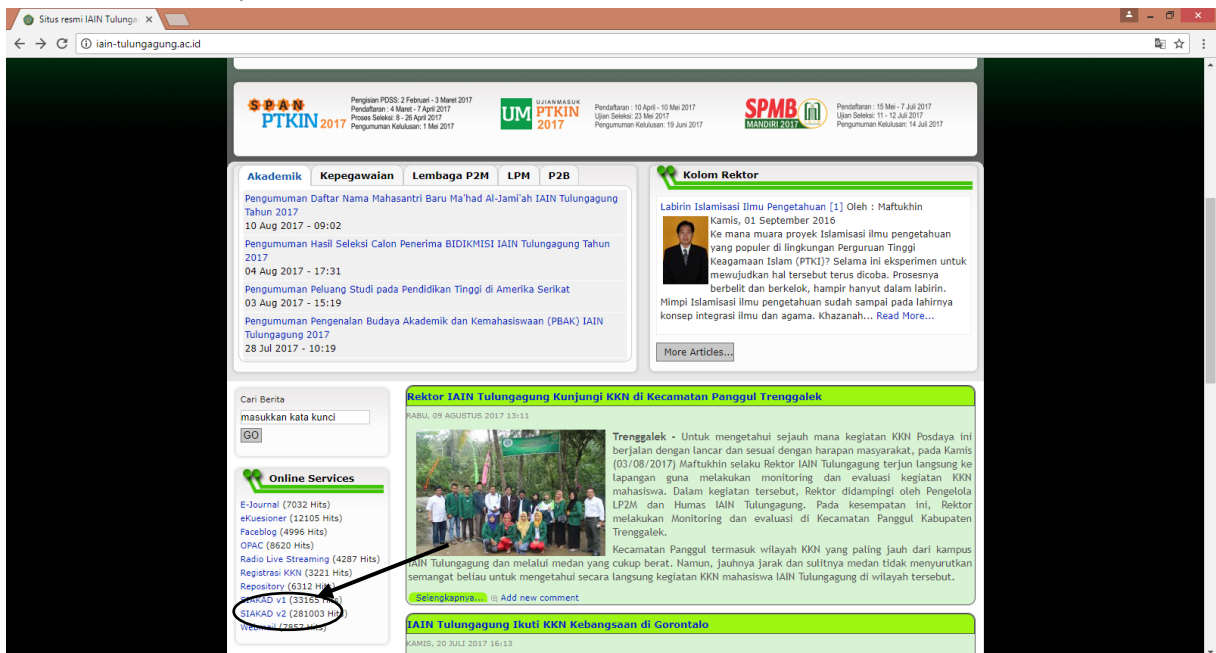 Situs resmi IAIN Tulunga
iain-tulungagung.ac.id
SPAN
PTKIN 2017
Pengisian PDSS: 2 Februari - 3 Maret 2017
Pendaftaran : 4 Maret - 7 April 2017
Proses Seleksi: 8 - 26 April 2017
Pengumuman Kelulusan: 1 Mei 2017
UM
UJIAN MASUK
PTKIN
2017
Pendaftaran : 10 April - 10 Mei 2017
Ujian Seleksi: 23 Mei 2017
Pengumuman Kelulusan: 19 Juni 2017
SPMB
MANDIRI 2017
Pendaftaran : 15 Mei - 7 Juli 2017
Ujian Seleksi: 11 - 12 Juli 2017
Pengumuman Kelulusan: 14 Juli 2017
Akademik Kepegawaian Lembaga P2M LPM P2B
Pengumuman Daftar Nama Mahasantri Baru Ma'had Al-Jami'ah IAIN Tulungagung
Tahun 2017
10 Aug 2017 - 09:02
Pengumuman Hasil Seleksi Calon Penerima BIDIKMISI IAIN Tulungagung Tahun
2017
04 Aug 2017 - 17:31
Pengumuman Peluang Studi pada Pendidikan Tinggi di Amerika Serikat
03 Aug 2017 - 15:19
Pengumuman Pengenalan Budaya Akademik dan Kemahasiswaan (PBAK) IAIN
Tulungagung 2017
28 Jul 2017 - 10:19
Kolom Rektor
Labirin Islamisasi Ilmu Pengetahuan [1] Oleh : Maftukhin
Kamis, 01 September 2016
Ke mana muara proyek Islamisasi ilmu pengetahuan
yang populer di lingkungan Perguruan Tinggi
Keagamaan Islam (PTKI)? Selama ini eksperimen untuk
mewujudkan hal tersebut terus dicoba. Prosesnya
berbelit dan berkelok, hampir hanyut dalam labirin.
Mimpi Islamisasi ilmu pengetahuan sudah sampai pada lahirnya
konsep integrasi ilmu dan agama. Khazanah... Read More...
More Articles...
Cari Berita
masukkan kata kunci
GO
Online Services
E-Journal (7032 Hits)
eKuesioner (12105 Hits)
Faceblog (4996 Hits)
OPAC (8620 Hits)
Radio Live Streaming (4287 Hits)
Registrasi KKN (3221 Hits)
Repository (6312 Hits)
SIAKAD v1 (33165 Hits)
SIAKAD v2 (281003 Hits)
Webmail (7857 Hits)
Rektor IAIN Tulungagung Kunjungi KKN di Kecamatan Panggul Trenggalek
RABU, 09 AGUSTUS 2017 13:11
Trenggalek - Untuk mengetahui sejauh mana kegiatan KKN Posdaya ini
berjalan dengan lancar dan sesuai dengan harapan masyarakat, pada Kamis
(03/08/2017) Maftukhin selaku Rektor IAIN Tulungagung terjun langsung ke
lapangan guna melakukan monitoring dan evaluasi kegiatan KKN
mahasiswa. Dalam kegiatan tersebut, Rektor didampingi oleh Pengelola
LP2M dan Humas IAIN Tulungagung. Pada kesempatan ini, Rektor
melakukan Monitoring dan evaluasi di Kecamatan Panggul Kabupaten
Trenggalek.
Kecamatan Panggul termasuk wilayah KKN yang paling jauh dari kampus
IAIN Tulungagung dan melalui medan yang cukup berat. Namun, jauhnya jarak dan sulitnya medan tidak menyurutkan
semangat beliau untuk mengetahui secara langsung kegiatan KKN mahasiswa IAIN Tulungagung di wilayah tersebut.
Selengkapnya... Add new comment
IAIN Tulungagung Ikuti KKN Kebangsaan di Gorontalo
KAMIS, 20 JULI 2017 16:13